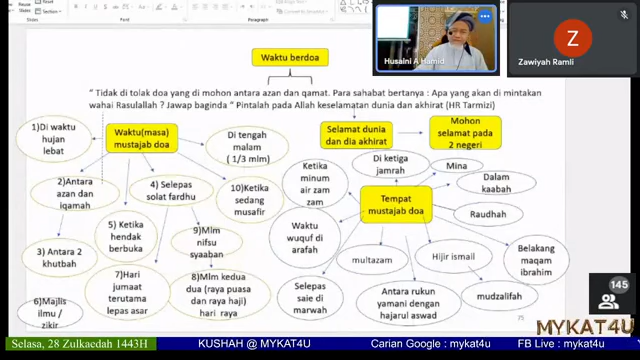 Reset
Section
Paragraph
Drawing
Waktu berdoa
Husaini A Hamid
Z
Zawiyah Ramli
“ Tidak di tolak doa yang di mohon antara azan dan qamat. Para sahabat bertanya : Apa yang akan di mintakan
wahai Rasulallah ? Jawap baginda “ Pintalah pada Allah keselamatan dunia dan akhirat (HR Tarmizi)
1)Di waktu
hujan
lebat
Waktu(masa)
mustajab doa
Di tengah
malam
( 1/3 mlm)
2)Antara
azan dan
iqamah
4) Selepas
solat fardhu
10)Ketika
sedang
musafir
3) Antara 2
khutbah
5) Ketika
hendak
berbuka
9)Mlm
nifsu
syaaban
6)Majlis
ilmu /
zikir
7)Hari
jumaat
terutama
lepas asar
8)Mlm kedua
dua (raya puasa
dan raya haji)
hari raya
Selamat dunia
dan dia akhirat
Mohon
selamat pada
2 negeri
Ketika
minum
air zam
zam
Di ketiga
jamrah
Mina
Dalam
kaabah
Tempat
mustajab doa
Raudhah
Waktu
wuquf di
arafah
multazam
Hijir ismail
Belakang
maqam
ibrahim
Selepas
saie di
marwah
Antara rukun
yamani dengan
hajarul aswad
mudzalifah
75
145
MYKAT4U
Selasa, 28 Zulkaedah 1443H
KUSHAH @ MYKAT4U
Carian Google : mykat4u
FB Live : mykat4u